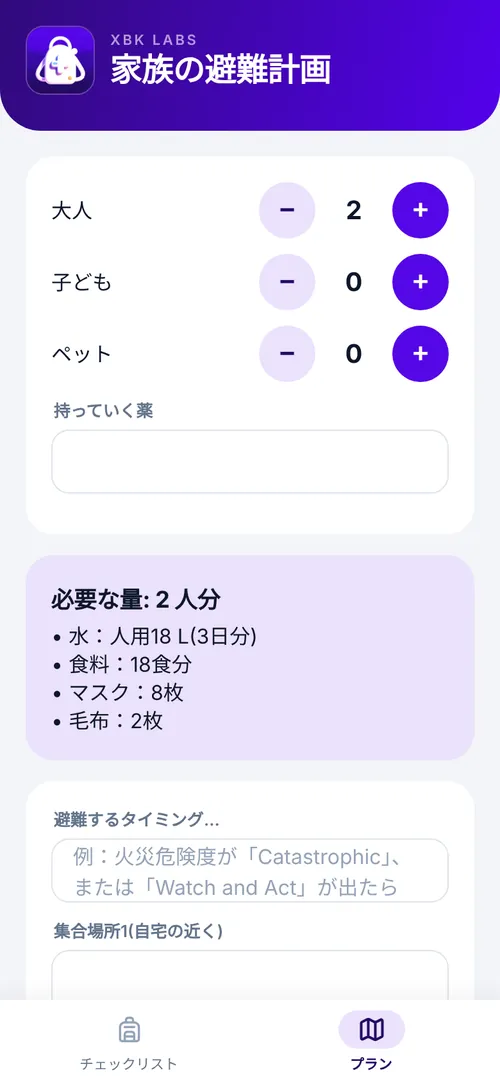 XBK LABS
家族の避難計画
大人
− 2 +
子ども
− 0 +
ペット
− 0 +
持っていく薬
必要な量: 2 人分
• 水：人用18 L(3日分)
• 食料：18食分
• マスク：8枚
• 毛布：2枚
避難するタイミング...
例：火災危険度が「Catastrophic」、
または「Watch and Act」が出たら
集合場所1(自宅の近く)
チェックリスト
プラン